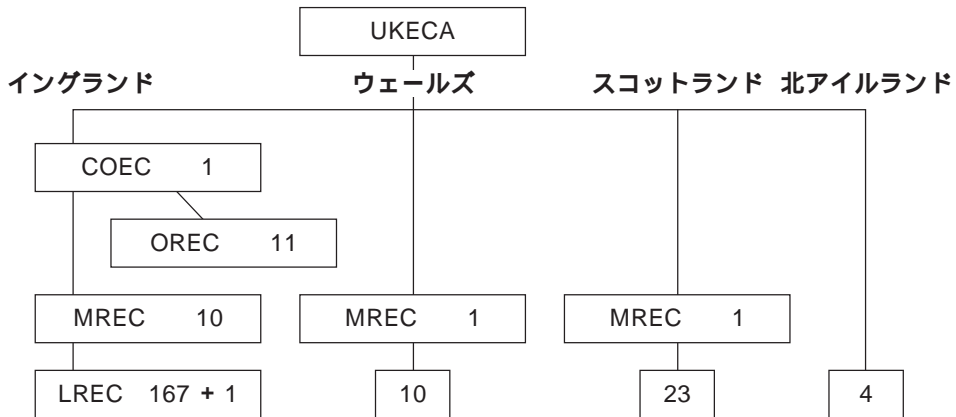 UKECA
イングランド ウェールズ スコットランド 北アイルランド
COEC 1
OREC 11
MREC 10 MREC 1 MREC 1
LREC 167 + 1 10 23 4